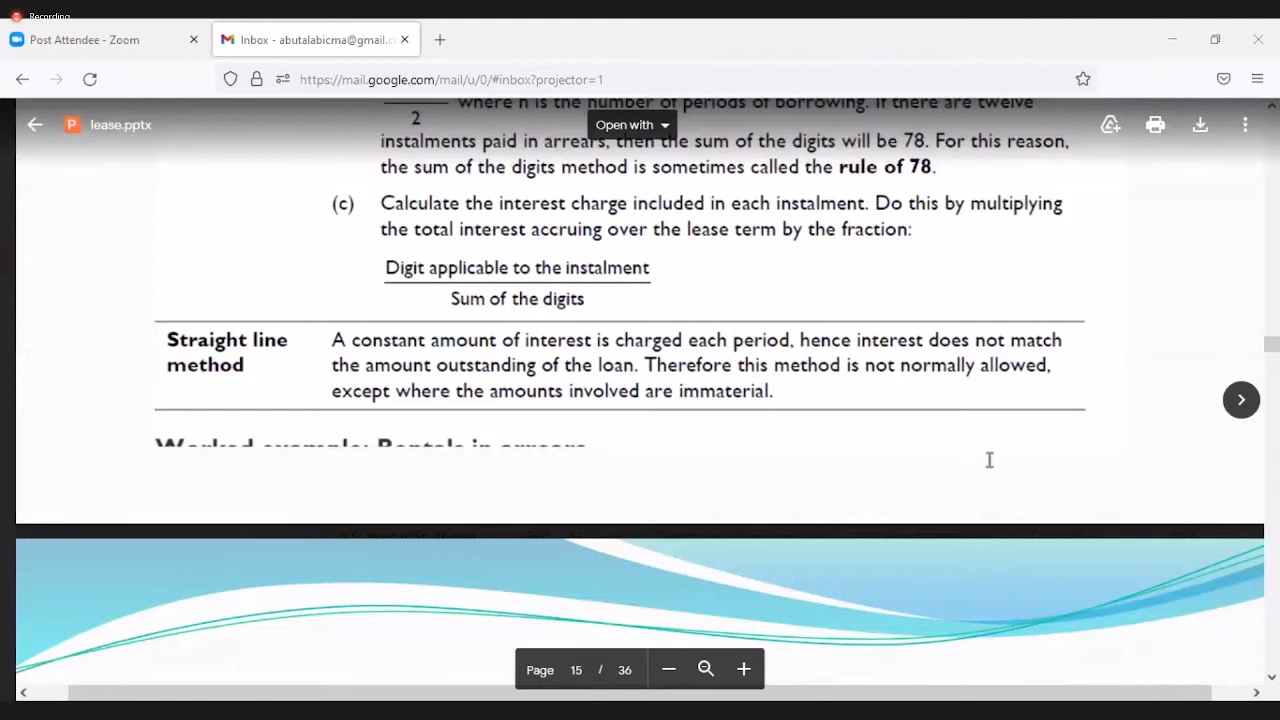 Recording
Post Attendee - Zoom
Inbox - abutalabicma@gmail.c
https://mail.google.com/mail/u/0/#inbox?projector=1
lease.pptx
Open with
where n is the number of periods of borrowing. If there are twelve
2
instalments paid in arrears, then the sum of the digits will be 78. For this reason,
the sum of the digits method is sometimes called the rule of 78.
(c) Calculate the interest charge included in each instalment. Do this by multiplying
the total interest accruing over the lease term by the fraction:
Digit applicable to the instalment
Sum of the digits
Straight line method
A constant amount of interest is charged each period, hence interest does not match
the amount outstanding of the loan. Therefore this method is not normally allowed,
except where the amounts involved are immaterial.
Worked example: Rentals in arrears
Page 15 / 36